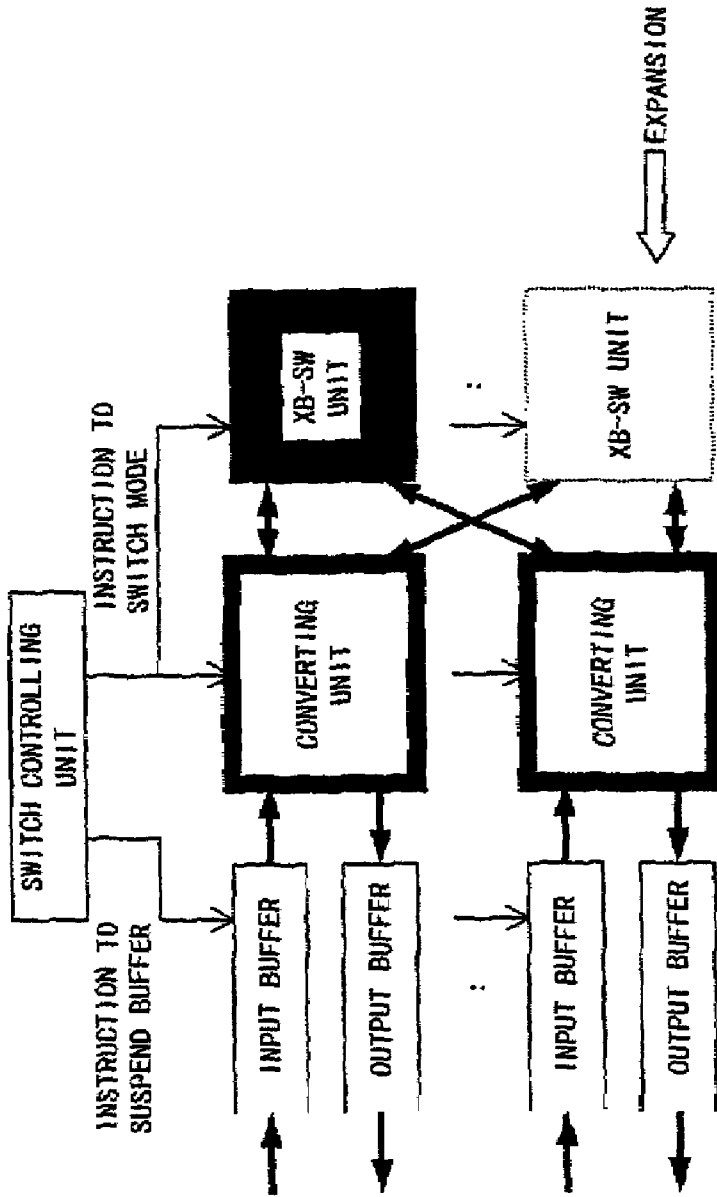 SWITCH CONTROLLING
UNIT
INSTRUCTION TO
SUSPEND BUFFER
INSTRUCTION TO
SWITCH MODE
INPUT BUFFER
OUTPUT BUFFER
CONVERTING
UNIT
XB-SW
UNIT
:
:
INPUT BUFFER
OUTPUT BUFFER
CONVERTING
UNIT
XB-SW UNIT
EXPANSION